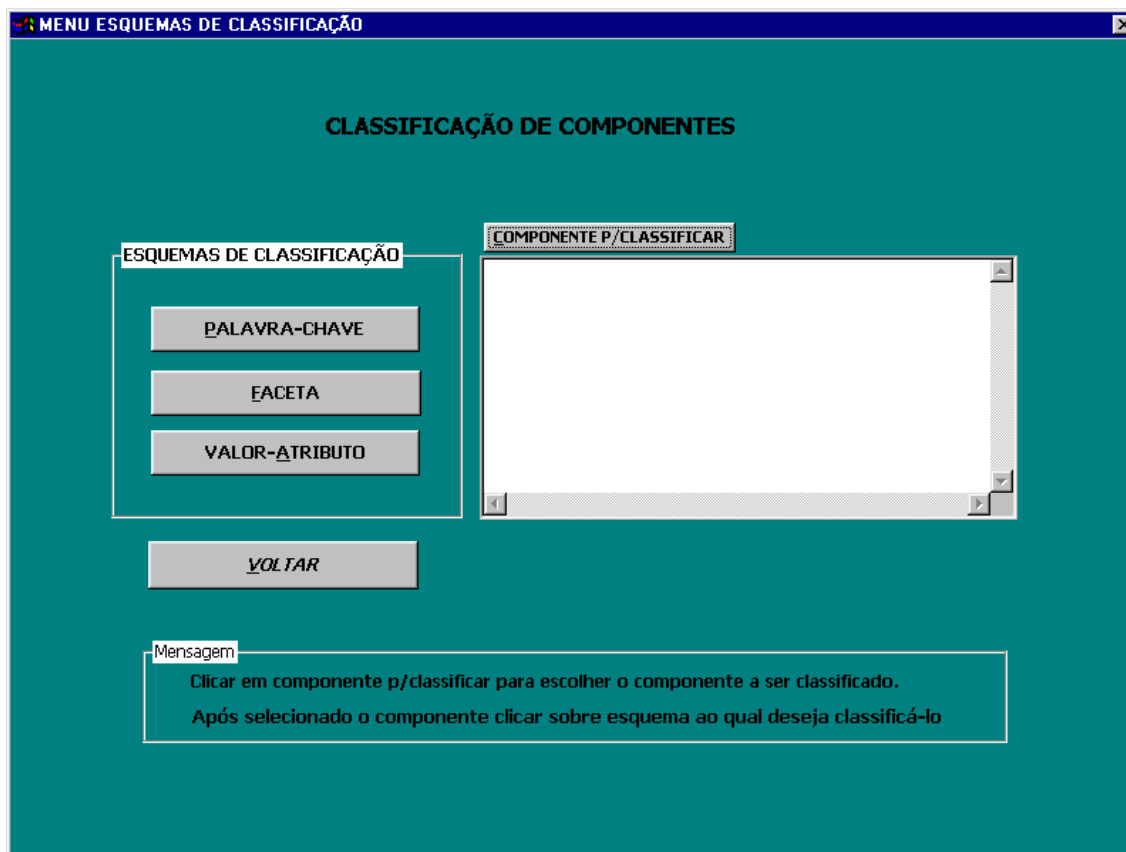 MENU ESQUEMAS DE CLASSIFICAÇÃO
CLASSIFICAÇÃO DE COMPONENTES
COMPONENTE P/CLASSIFICAR
ESQUEMAS DE CLASSIFICAÇÃO
PALAVRA-CHAVE
FACETA
VALOR-ATRIBUTO
VOLTAR
Mensagem
Clicar em componente p/classificar para escolher o componente a ser classificado.
Após selecionado o componente clicar sobre esquema ao qual deseja classificá-lo